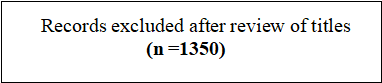 Records excluded after review of titles
(n =1350)